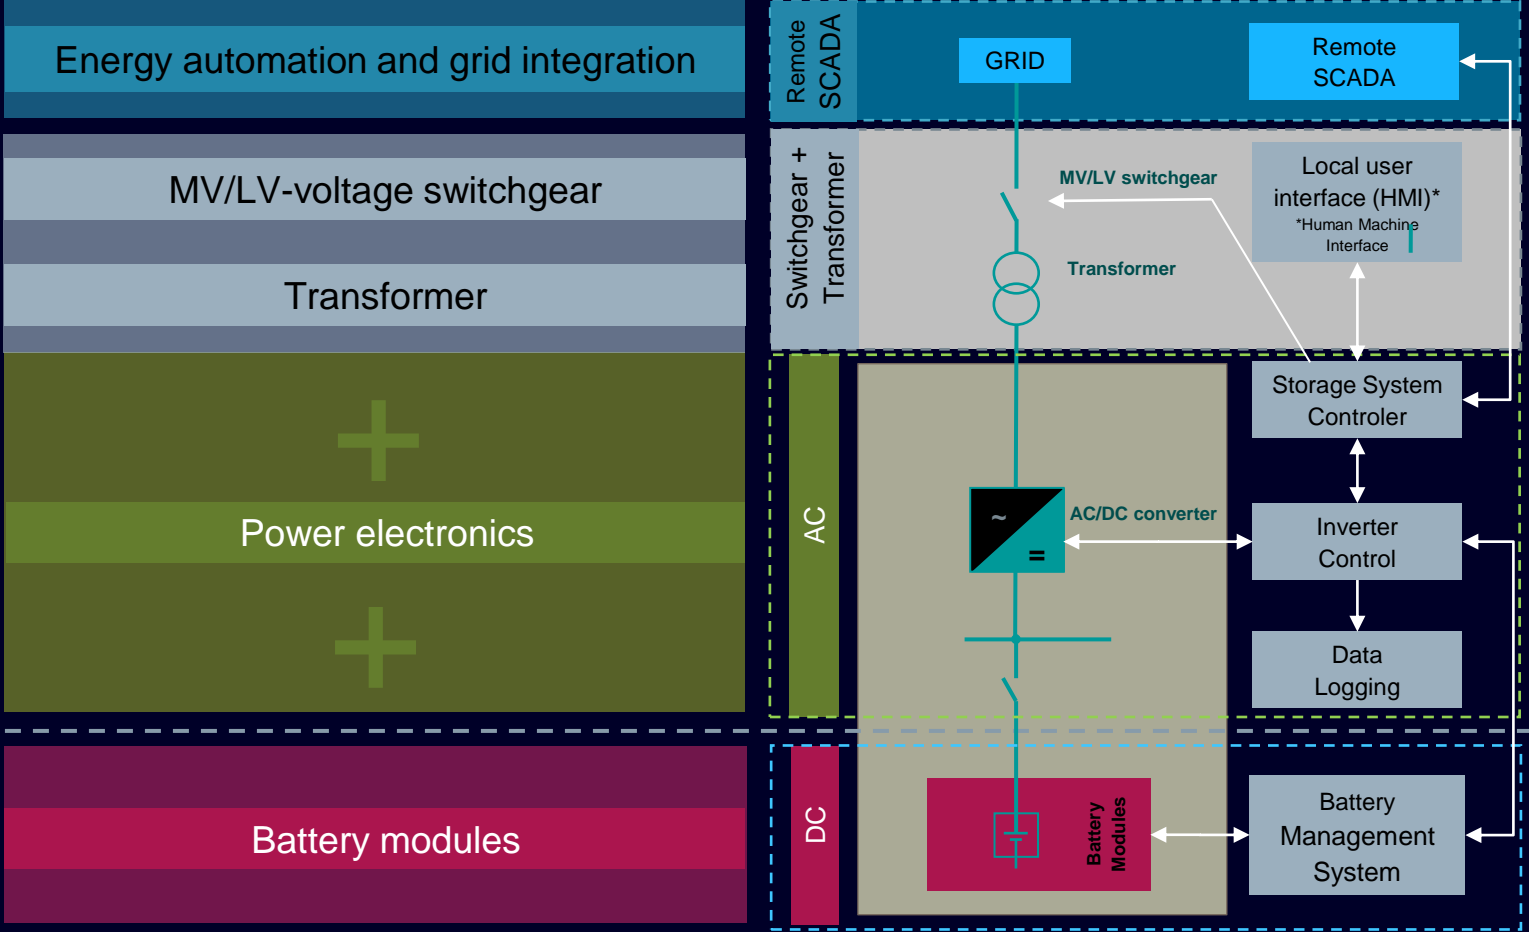 Energy automation and grid integration
MV/LV-voltage switchgear
Transformer
+
Power electronics
+
Battery modules
Remote
SCADA
GRID
Remote
SCADA
Switchgear +
Transformer
MV/LV switchgear
Transformer
Local user
interface (HMI)*
*Human Machine
Interface
AC
Storage System
Controler
~
=
AC/DC converter
Inverter
Control
Data
Logging
DC
Battery
Modules
Battery
Management
System